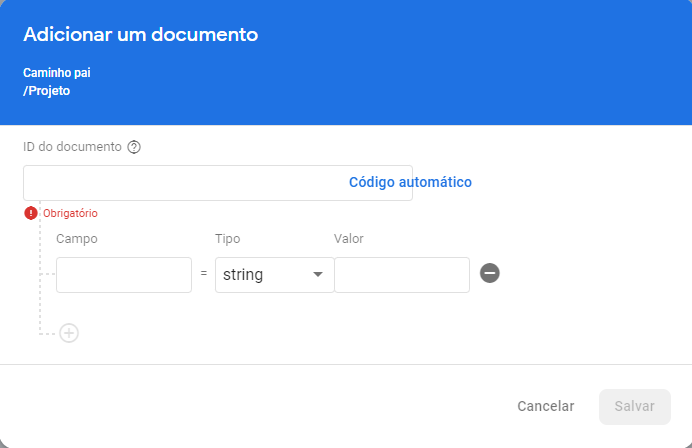 Adicionar um documento
Caminho pai
/Projeto
ID do documento
Código automático
Obrigatório
Campo Tipo Valor
= string
Cancelar Salvar